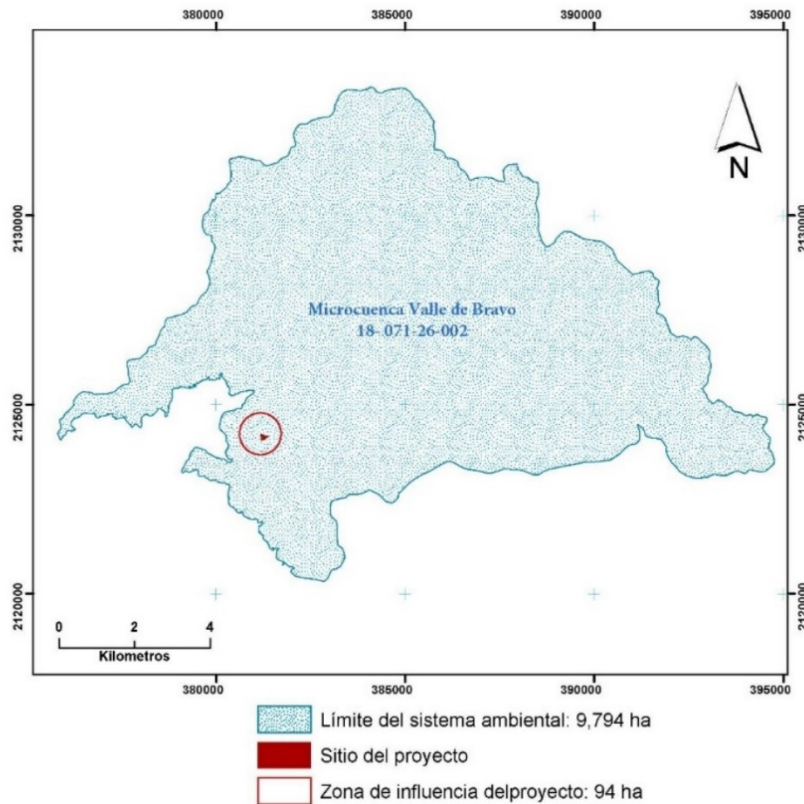 380000 385000 390000 395000
N
2130000 2130000
Microcuenca Valle de Bravo
18- 071-26-002
2125000 2125000
2120000 2120000
0 2 4
Kilometros
380000 385000 390000 395000
Límite del sistema ambiental: 9,794 ha
Sitio del proyecto
Zona de influencia delproyecto: 94 ha